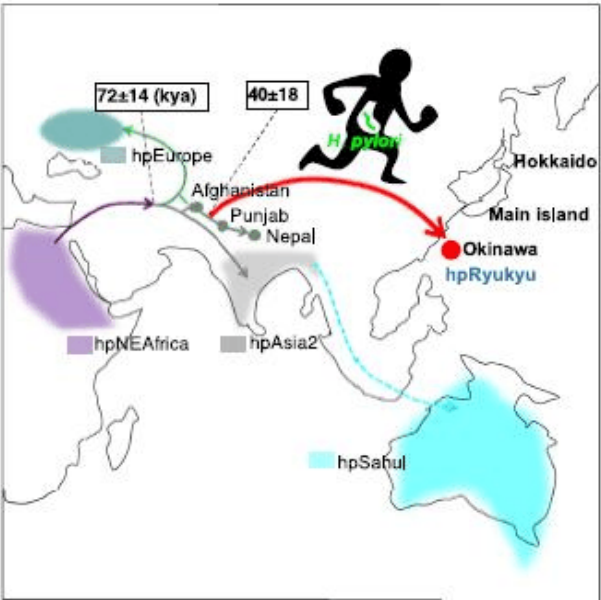 72±14 (kya)
40±18
H pylori
hpEurope
Hokkaido
Afghanistan
Punjab
Main island
Nepal
Okinawa
hpRyukyu
hpNEAfrica
hpAsia2
hpSahul